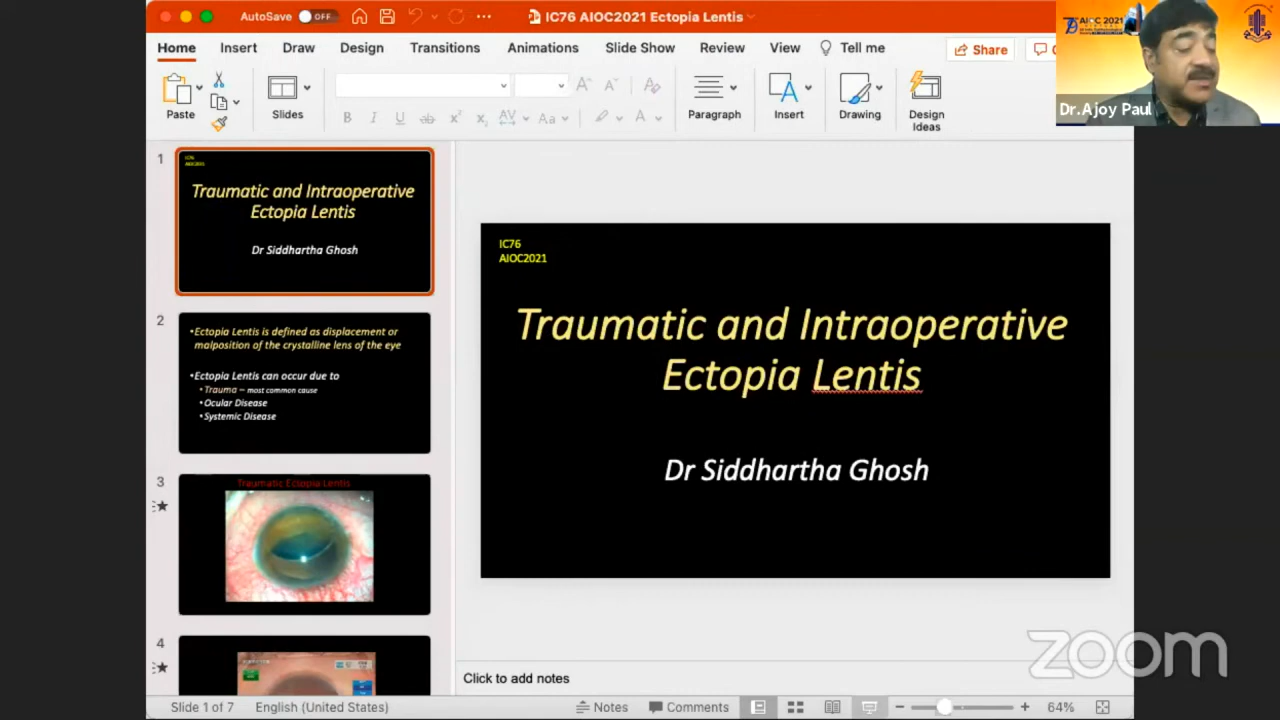 AutoSave OFF
IC76 AIOC2021 Ectopia Lentis
Home Insert Draw Design Transitions Animations Slide Show Review View Tell me Share
Paste Slides Paragraph Insert Drawing Design Ideas
AIOC 2021
Dr.Ajoy Paul
1
IC76
AIOC2021
Traumatic and Intraoperative
Ectopia Lentis
Dr Siddhartha Ghosh
2
•Ectopia Lentis is defined as displacement or
malposition of the crystalline lens of the eye
•Ectopia Lentis can occur due to
•Trauma – most common cause
•Ocular Disease
•Systemic Disease
3
Traumatic Ectopia Lentis
4
IC76
AIOC2021
Traumatic and Intraoperative
Ectopia Lentis
Dr Siddhartha Ghosh
zoom
Click to add notes
Slide 1 of 7 English (United States) Notes Comments 64%